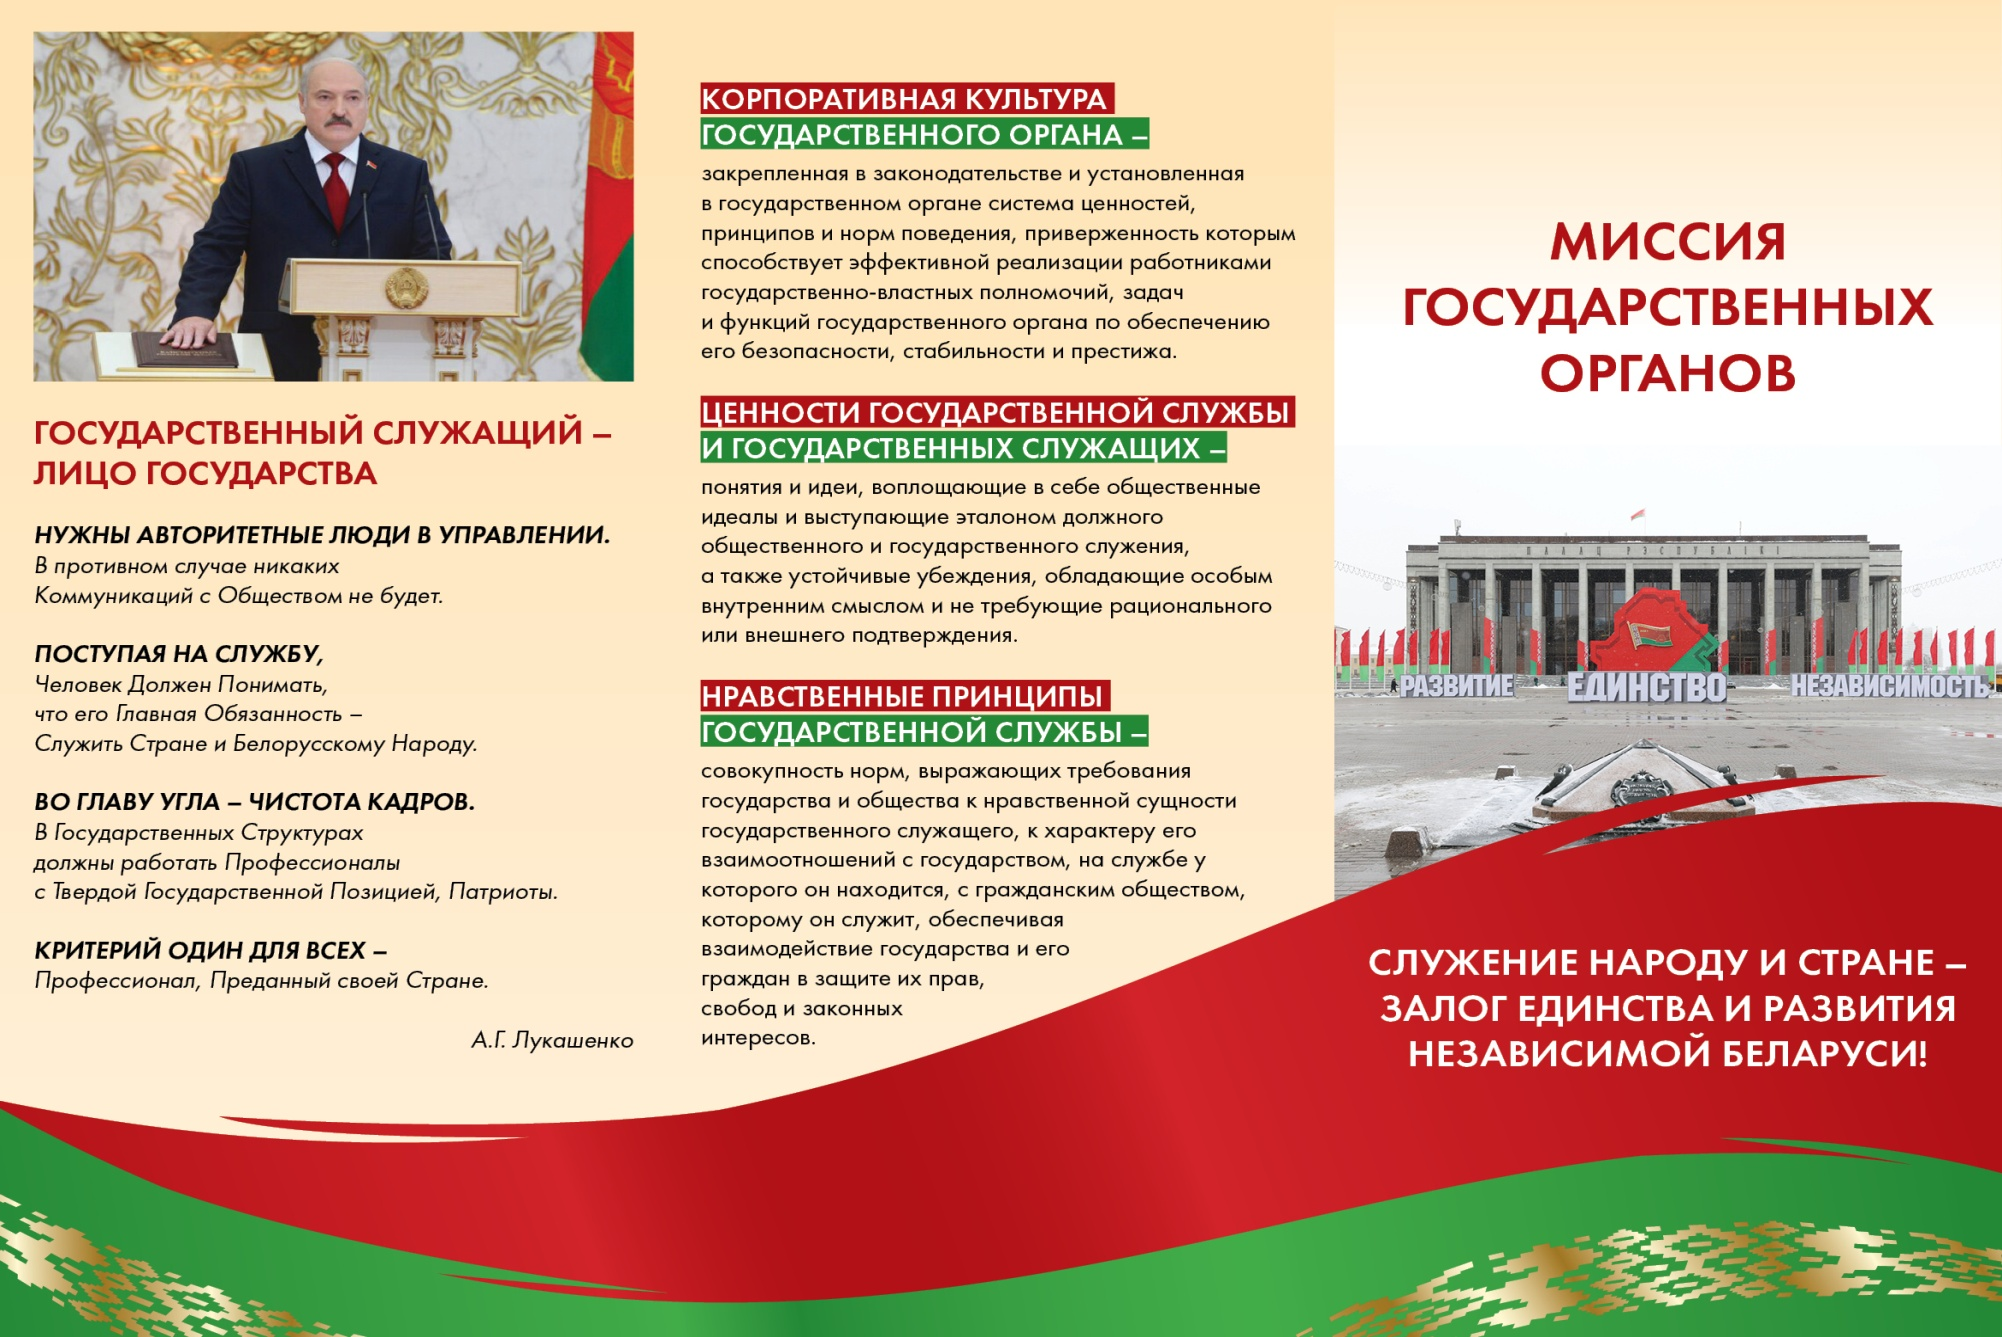 ГОСУДАРСТВЕННЫЙ СЛУЖАЩИЙ –
ЛИЦО ГОСУДАРСТВА
НУЖНЫ АВТОРИТЕТНЫЕ ЛЮДИ В УПРАВЛЕНИИ.
В противном случае никаких
Коммуникаций с Обществом не будет.
ПОСТУПАЯ НА СЛУЖБУ,
Человек Должен Понимать,
что его Главная Обязанность –
Служить Стране и Белорусскому Народу.
ВО ГЛАВУ УГЛА – ЧИСТОТА КАДРОВ.
В Государственных Структурах
должны работать Профессионалы
с Твердой Государственной Позицией, Патриоты.
КРИТЕРИЙ ОДИН ДЛЯ ВСЕХ –
Профессионал, Преданный своей Стране.
А.Г. Лукашенко
КОРПОРАТИВНАЯ КУЛЬТУРА
ГОСУДАРСТВЕННОГО ОРГАНА –
закрепленная в законодательстве и установленная
в государственном органе система ценностей,
принципов и норм поведения, приверженность которым
способствует эффективной реализации работниками
государственно-властных полномочий, задач
и функций государственного органа по обеспечению
его безопасности, стабильности и престижа.
ЦЕННОСТИ ГОСУДАРСТВЕННОЙ СЛУЖБЫ
И ГОСУДАРСТВЕННЫХ СЛУЖАЩИХ –
понятия и идеи, воплощающие в себе общественные
идеалы и выступающие эталоном должного
общественного и государственного служения,
а также устойчивые убеждения, обладающие особым
внутренним смыслом и не требующие рационального
или внешнего подтверждения.
НРАВСТВЕННЫЕ ПРИНЦИПЫ
ГОСУДАРСТВЕННОЙ СЛУЖБЫ –
совокупность норм, выражающих требования
государства и общества к нравственной сущности
государственного служащего, к характеру его
взаимоотношений с государством, на службе у
которого он находится, с гражданским обществом,
которому он служит, обеспечивая
взаимодействие государства и его
граждан в защите их прав,
свобод и законных
интересов.
МИССИЯ
ГОСУДАРСТВЕННЫХ
ОРГАНОВ
ПАЛАЦ РЭСПУБЛІКІ
РАЗВИТИЕ ЕДИНСТВО НЕЗАВИСИМОСТЬ
СЛУЖЕНИЕ НАРОДУ И СТРАНЕ –
ЗАЛОГ ЕДИНСТВА И РАЗВИТИЯ
НЕЗАВИСИМОЙ БЕЛАРУСИ!